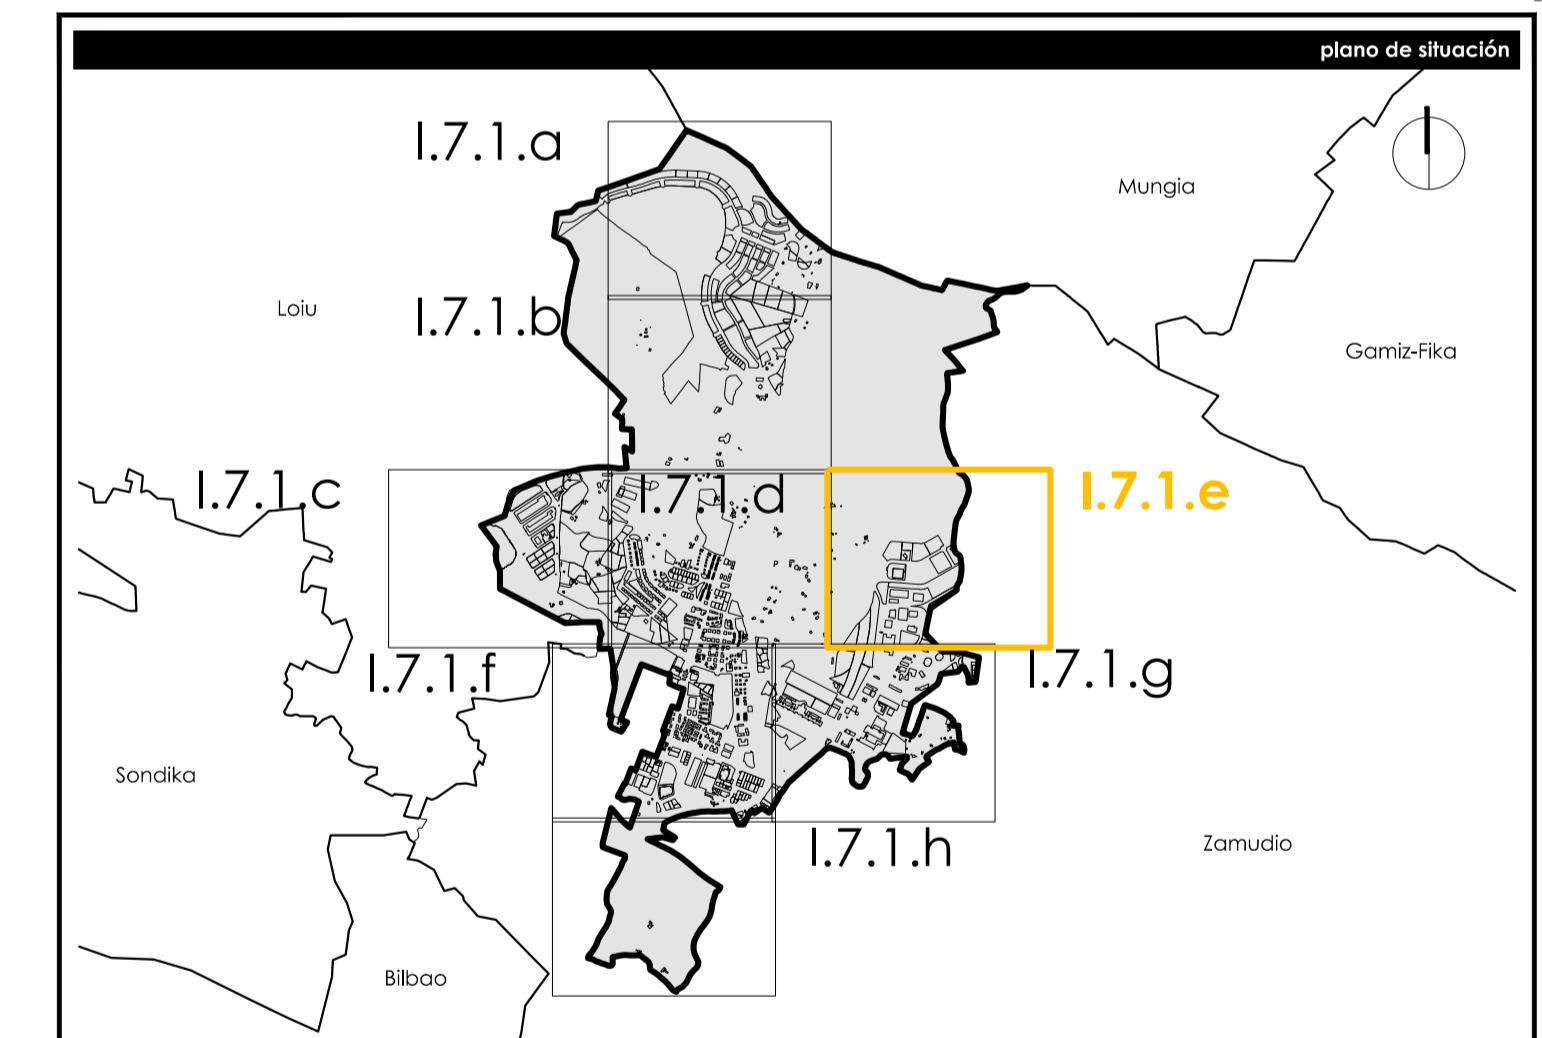 plano de situación
I.7.1.a
Mungia
Loiu
I.7.1.b
Gamiz-Fika
I.7.1.c
I.7.1.d
I.7.1.e
I.7.1.f
I.7.1.g
Sondika
I.7.1.h
Zamudio
Bilbao